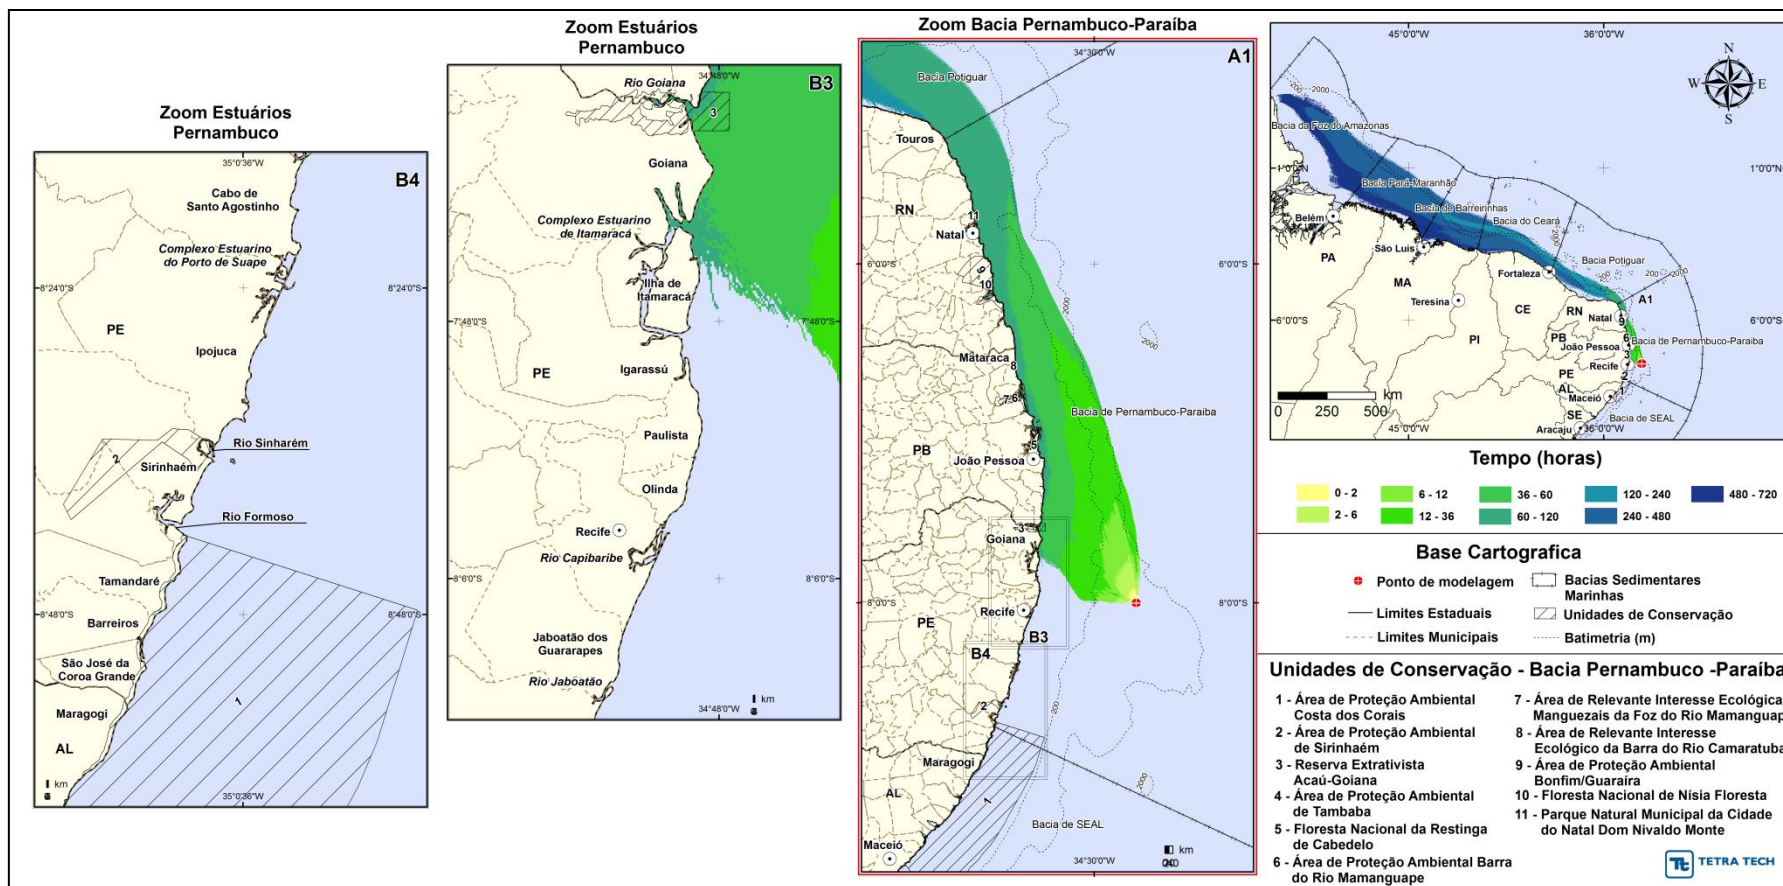 Zoom Estuários
Pernambuco
35°0'36"W
B4
Cabo de
Santo Agostinho
Complexo Estuarino
do Porto de Suape
8°24'0"S
8°24'0"S
PE
Ipojuca
Rio Sinharém
2
Sirinhaém
Rio Formoso
Tamandaré
8°48'0"S
8°48'0"S
Barreiros
São José da
Coroa Grande
1
Maragogi
AL
km
35°0'36"W
Zoom Estuários
Pernambuco
34°48'0"W
B3
Rio Goiana
3
Goiana
Complexo Estuarino
de Itamaracá
Ilha de
Itamaracá
7°48'0"S
7°48'0"S
PE
Igarassú
Paulista
Olinda
Recife
Rio Capibaribe
8°6'0"S
8°6'0"S
Jaboatão dos
Guararapes
Rio Jaboatão
34°48'0"W
km
Zoom Bacia Pernambuco-Paraíba
34°30'0"W
A1
Bacia Potiguar
Touros
RN
11
Natal
6°0'0"S
6°0'0"S
9
10
2000
2000
Mataraca
8
7
6
Bacia de Pernambuco-Paraiba
PB
5
João Pessoa
3
Goiana
8°0'0"S
8°0'0"S
Recife
PE
B3
B4
2
200
Maragogi
2000
AL
1
Bacia de SEAL
Maceió
km
34°30'0"W
45°0'0"W
36°0'0"W
N
W
E
S
200
2000
Bacia da Foz do Amazonas
1°0'0"N
1°0'0"N
Bacia Pará-Maranhão
Bacia de Barreirinhas
Bacia do Ceará
Belém
São Luis
2000
Bacia Potiguar
Fortaleza
200
2000
PA
MA
A1
Teresina
CE
RN
Natal
9
6°0'0"S
6°0'0"S
PI
PB
João Pessoa
6
Bacia de Pernambuco-Paraiba
3
Recife
PE
2
AL
1
Maceió
km
0 250 500
SE
Bacia de SEAL
Aracaju
45°0'0"W
36°0'0"W
Tempo (horas)
0 - 2
6 - 12
36 - 60
120 - 240
480 - 720
2 - 6
12 - 36
60 - 120
240 - 480
Base Cartografica
Ponto de modelagem
Bacias Sedimentares
Marinhas
Limites Estaduais
Unidades de Conservação
Limites Municipais
Batimetria (m)
Unidades de Conservação - Bacia Pernambuco -Paraíba
1 - Área de Proteção Ambiental
Costa dos Corais
2 - Área de Proteção Ambiental
de Sirinhaém
3 - Reserva Extrativista
Acaú-Goiana
4 - Área de Proteção Ambiental
de Tambaba
5 - Floresta Nacional da Restinga
de Cabedelo
6 - Área de Proteção Ambiental Barra
do Rio Mamanguape
7 - Área de Relevante Interesse Ecológica
Manguezais da Foz do Rio Mamanguap
8 - Área de Relevante Interesse
Ecológico da Barra do Rio Camaratuba
9 - Área de Proteção Ambiental
Bonfim/Guaraíra
10 - Floresta Nacional de Nísia Floresta
11 - Parque Natural Municipal da Cidade
do Natal Dom Nivaldo Monte
Tt TETRA TECH